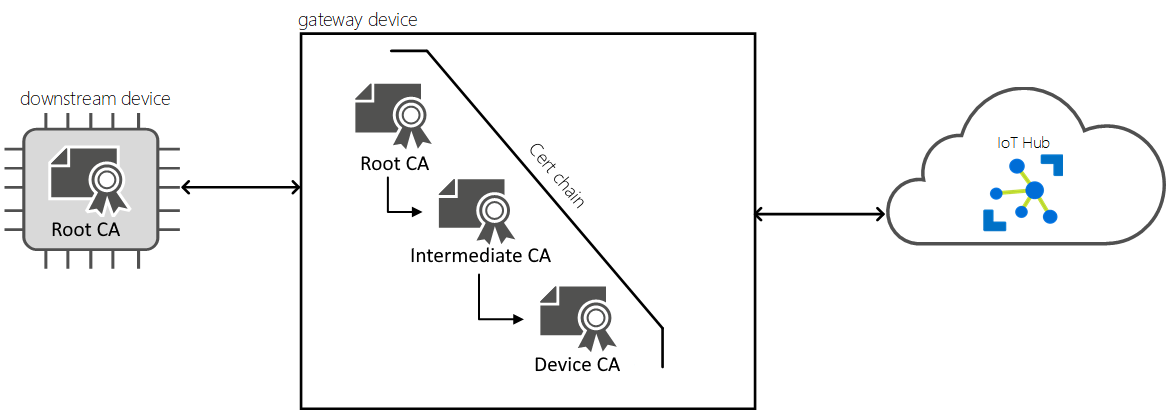 gateway device
downstream device
Root CA
Root CA
Intermediate CA
Device CA
Cert chain
IoT Hub